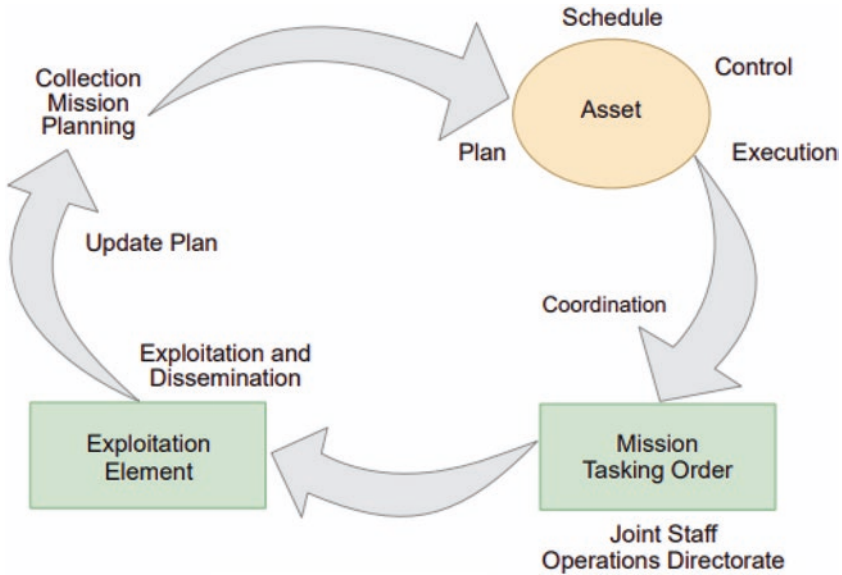 Schedule
Collection
Mission
Planning
Control
Asset
Plan
Execution
Update Plan
Coordination
Exploitation and
Dissemination
Exploitation
Element
Mission
Tasking Order
Joint Staff
Operations Directorate